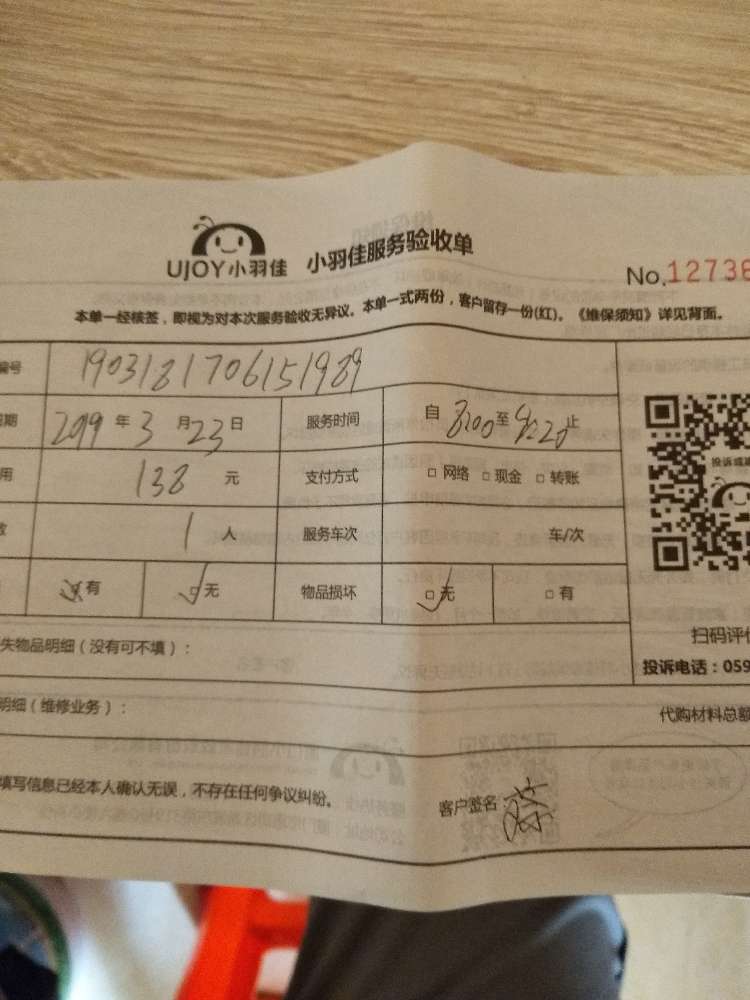 UJOY小羽佳 小羽佳服务验收单
No.12736
本单一经核签，即视为对本次服务验收无异议。本单一式两份，客户留存一份(红)。《维保须知》详见背面。
编号 1903181706151989
期 2019 年 3 月 23 日 服务时间 自 8:00 至 9:20 止
用 138 元 支付方式 □ 网络 □ 现金 □ 转账
数 1 人 服务车次 车/次
□ 有 □ 无 物品损坏 □ 无 □ 有
投诉或
扫码评价
失物品明细（没有可不填）：
投诉电话：059
明细（维修业务）：
代购材料总额
填写信息已经本人确认无误，不存在任何争议纠纷。
客户签名：